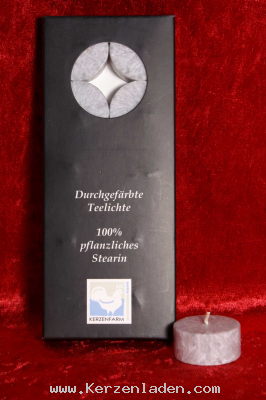 Durchgefärbte
Teelichte
100%
pflanzliches
Stearin
KERZENFARM
www.Kerzenladen.com